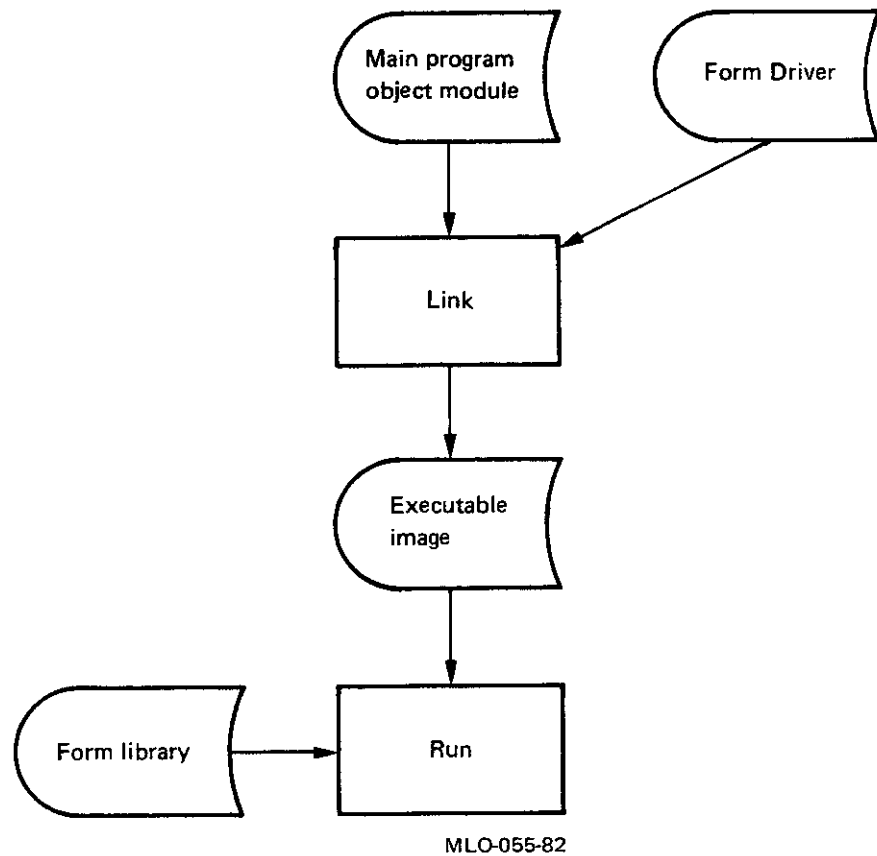 Main program
object module
Form Driver
Link
Executable
image
Form library
Run
MLO-055-82